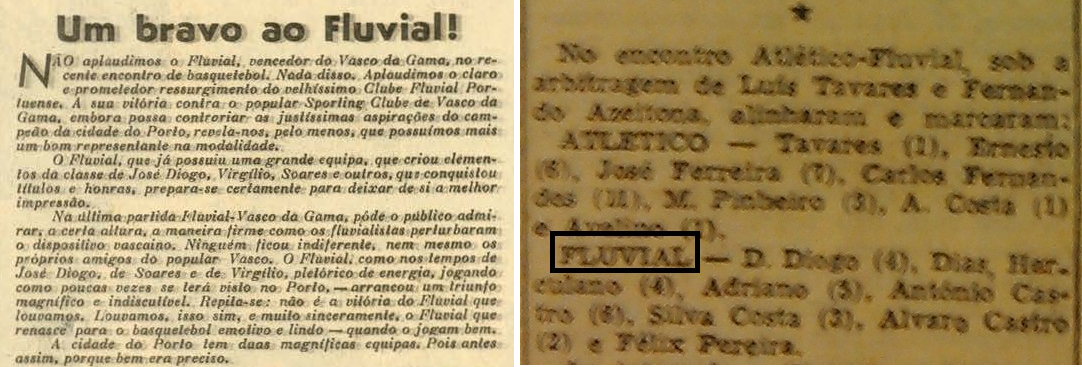 Um bravo ao Fluvial!
NÃO aplaudimos o Fluvial, vencedor do Vasco da Gama, no re-
cente encontro de basquetebol. Nada disso. Aplaudimos o claro
e prometedor ressurgimento do velhíssimo Clube Fluvial Por-
tuense. A sua vitória contra o popular Sporting Clube de Vasco da
Gama, embora possa contrariar as justíssimas aspirações do cam-
peão da cidade do Porto, revela-nos, pelo menos, que possuímos mais
um bom representante na modalidade.
O Fluvial, que já possuiu uma grande equipa, que criou elemen-
tos da classe de José Diogo, Virgílio, Soares e outros, que conquistou
títulos e honras, prepara-se certamente para deixar de si a melhor
impressão.
Na última partida Fluvial-Vasco da Gama, pôde o público admi-
rar, a certa altura, a maneira firme como os fluvialistas perturbaram
o dispositivo vascaíno. Ninguém ficou indiferente, nem mesmo os
próprios amigos do popular Vasco. O Fluvial, como nos tempos de
José Diogo, de Soares e de Virgílio, pletórico de energia, jogando
como poucas vezes se terá visto no Porto, — arrancou um triunfo
magnífico e indiscutível. Repita-se: não é a vitória do Fluvial que
louvamos. Louvamos, isso sim, e muito sinceramente, o Fluvial que
renasce para o basquetebol emotivo e lindo — quando o jogam bem.
A cidade do Porto tem duas magníficas equipas. Pois antes
assim, porque bem era preciso.
No encontro Atlético-Fluvial, sob a
arbitragem de Luís Tavares e Fernan-
do Azeitona, alinharam e marcaram:
ATLETICO — Tavares (1), Ernesto
(6), José Ferreira (7), Carlos Fernan-
des (11), M. Pinheiro (3), A. Costa (1)
e Avelino
FLUVIAL — D. Diogo (4), Dias, Her-
culano (4), Adriano (5), António Cas-
tro (6), Silva Costa (3), Alvaro Castro
(2) e Félix Pereira.